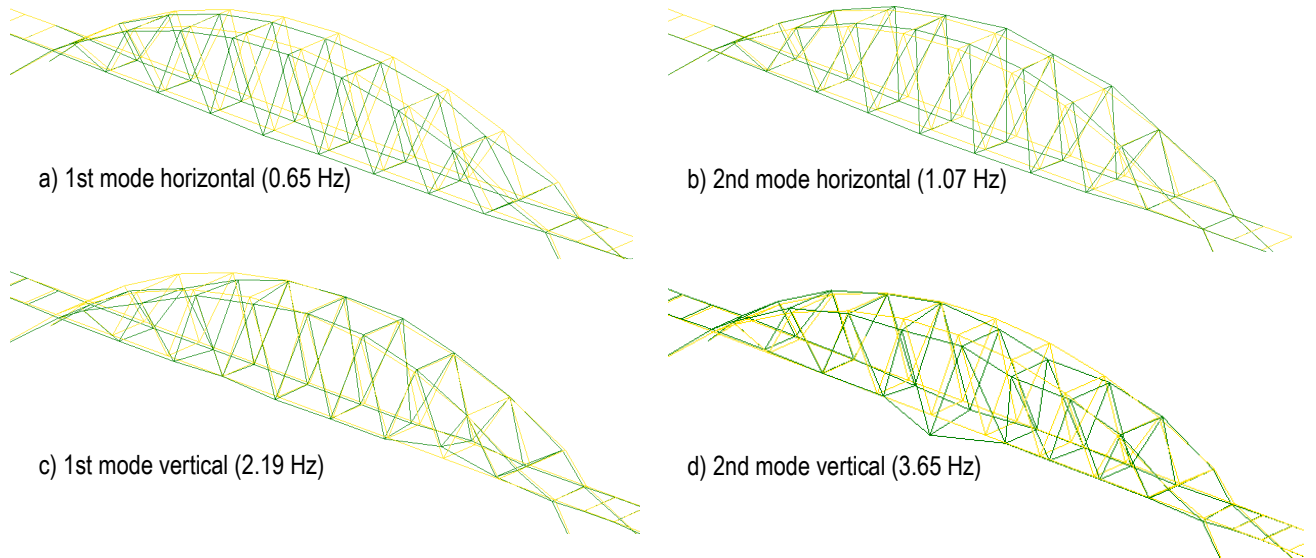 a) 1st mode horizontal (0.65 Hz)
b) 2nd mode horizontal (1.07 Hz)
c) 1st mode vertical (2.19 Hz)
d) 2nd mode vertical (3.65 Hz)